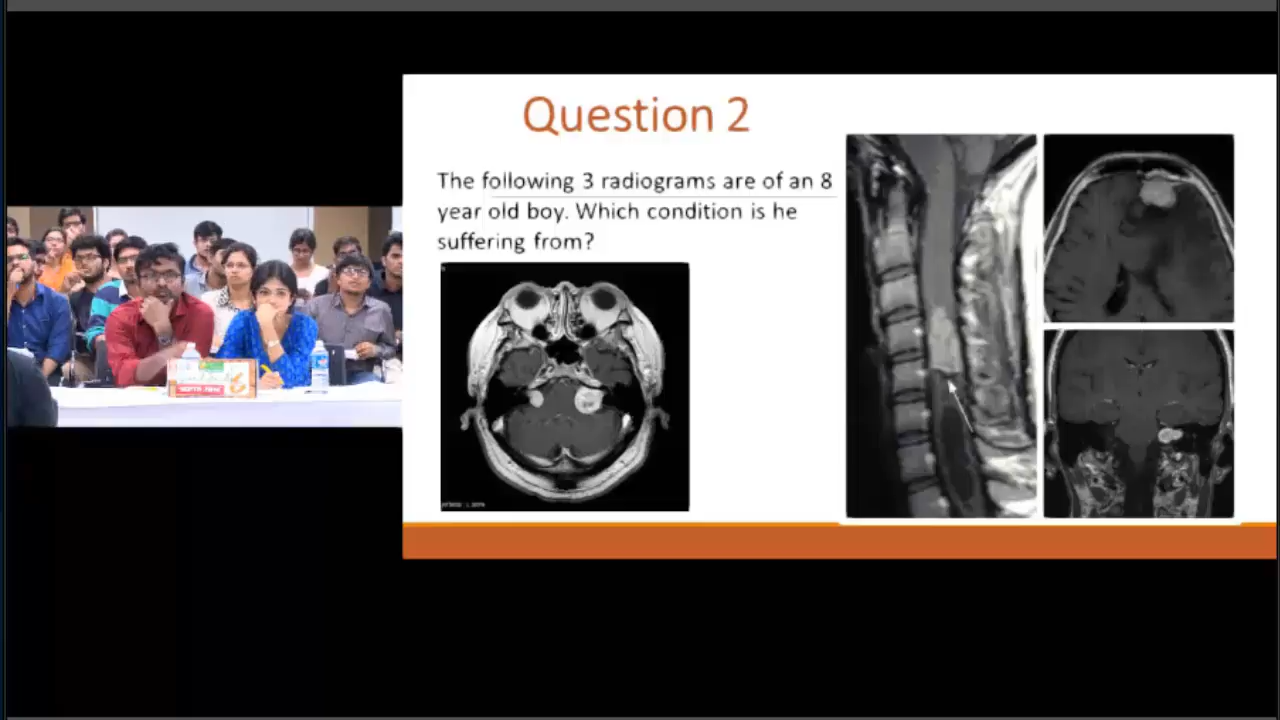 Question 2
The following 3 radiograms are of an 8
year old boy. Which condition is he
suffering from?